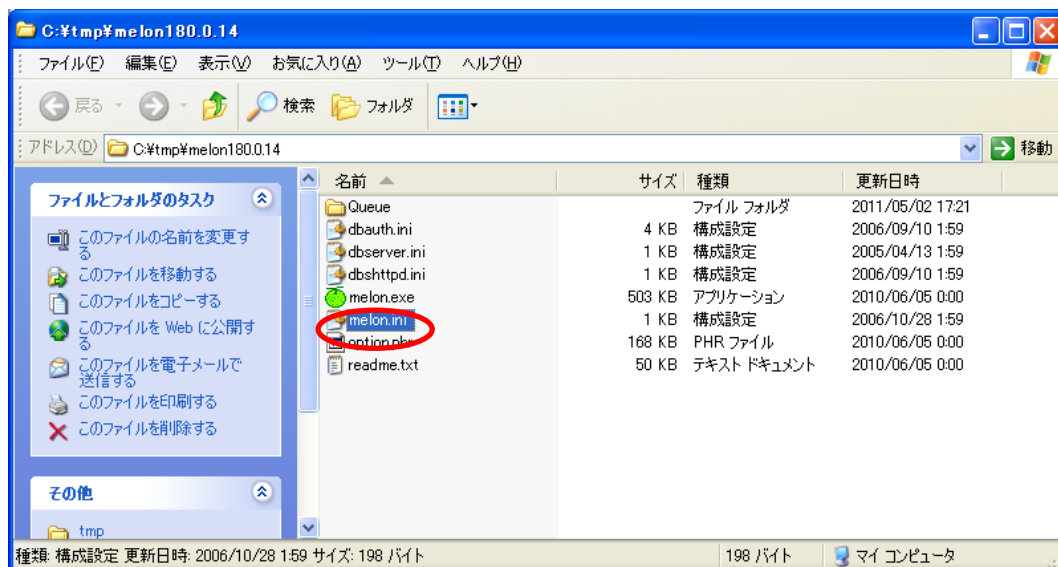 C:¥tmp¥melon180.0.14
ファイル(F) 編集(E) 表示(V) お気に入り(A) ツール(T) ヘルプ(H)
戻る 検索 フォルダ
アドレス(D) C:¥tmp¥melon180.0.14 移動
ファイルとフォルダのタスク
このファイルの名前を変更す
る
このファイルを移動する
このファイルをコピーする
このファイルを Web に公開す
る
このファイルを電子メールで
送信する
このファイルを印刷する
このファイルを削除する
その他
tmp
名前 サイズ 種類 更新日時
Queue ファイル フォルダ 2011/05/02 17:21
dbauth.ini 4 KB 構成設定 2006/09/10 1:59
dbserver.ini 1 KB 構成設定 2005/04/13 1:59
dbshttpd.ini 1 KB 構成設定 2006/09/10 1:59
melon.exe 503 KB アプリケーション 2010/06/05 0:00
melon.ini 1 KB 構成設定 2006/10/28 1:59
option.phr 168 KB PHR ファイル 2010/06/05 0:00
readme.txt 50 KB テキスト ドキュメント 2010/06/05 0:00
種類: 構成設定 更新日時: 2006/10/28 1:59 サイズ: 198 バイト 198 バイト マイ コンピュータ